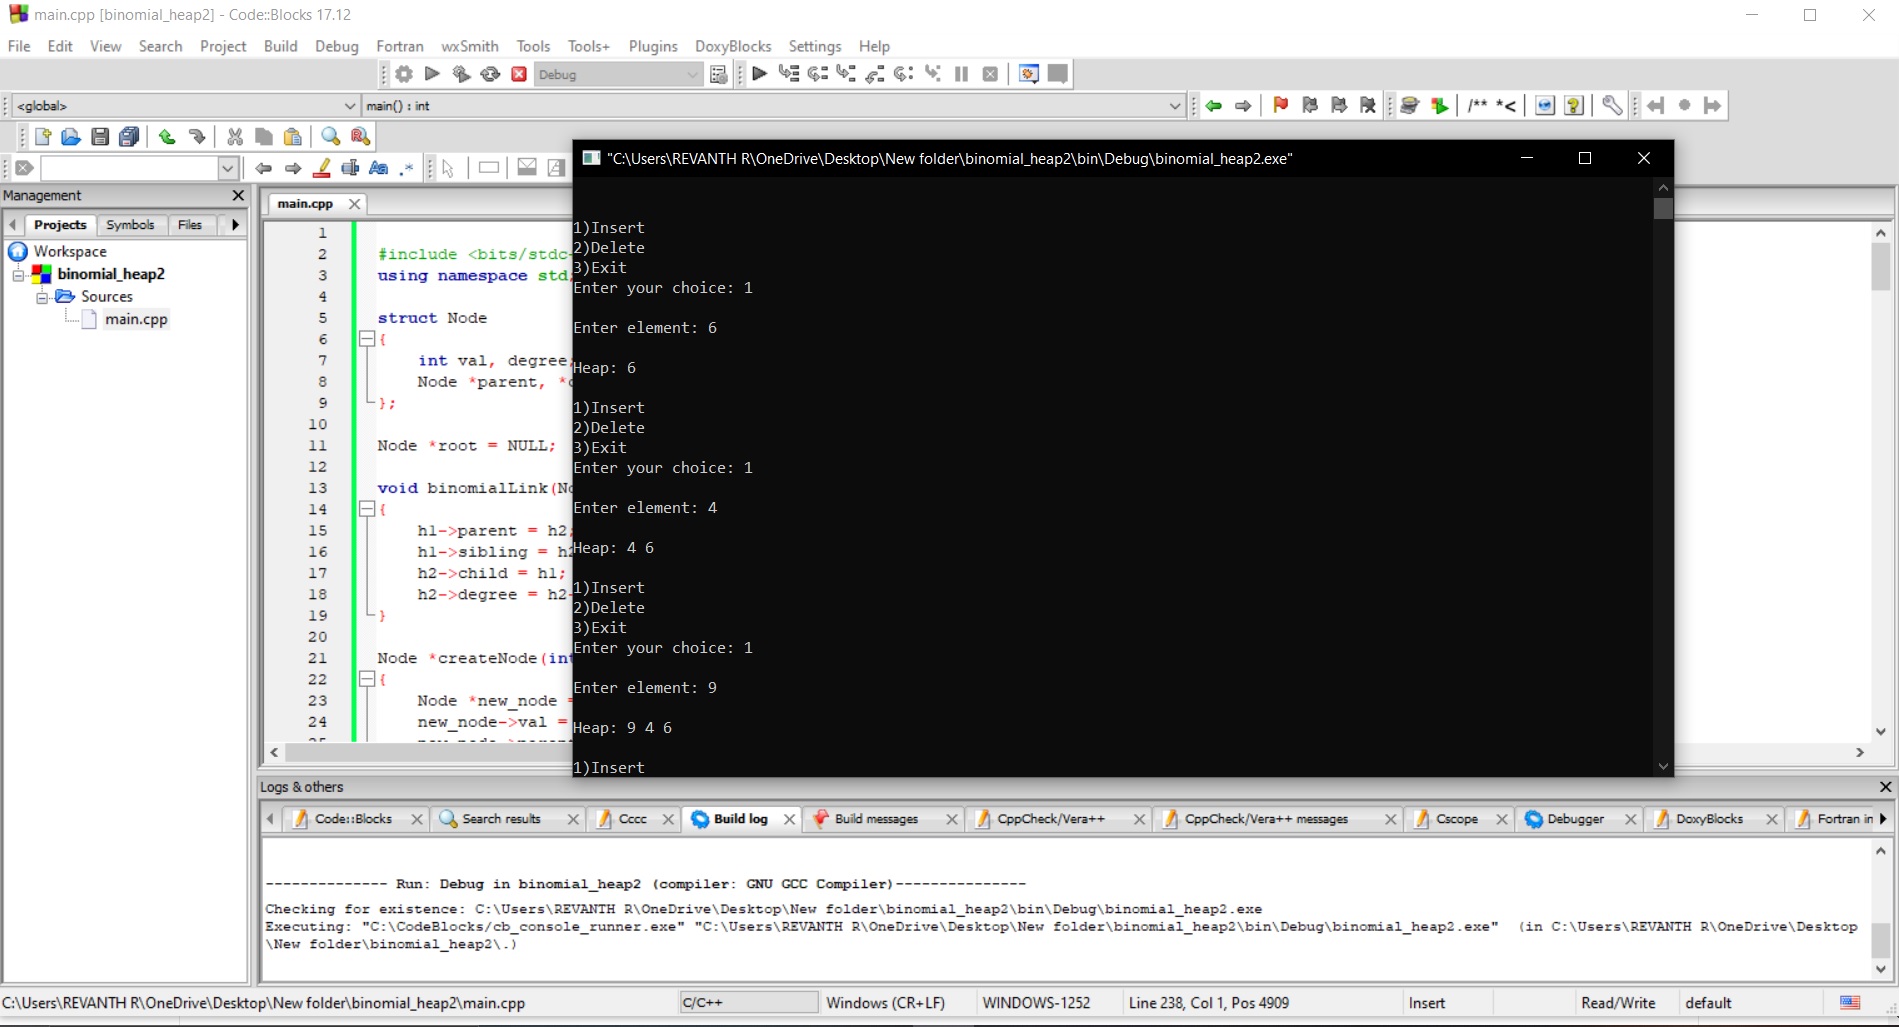 main.cpp [binomial_heap2] - Code::Blocks 17.12
File Edit View Search Project Build Debug Fortran wxSmith Tools Tools+ Plugins DoxyBlocks Settings Help
Debug
<global> main() : int /** *<
Management
Projects Symbols Files
Workspace
binomial_heap2
Sources
main.cpp
main.cpp
1
2 #include <bits/stdc
3 using namespace std;
4
5 struct Node
6 {
7 int val, degree;
8 Node *parent, *
9 };
10
11 Node *root = NULL;
12
13 void binomialLink(No
14 {
15 h1->parent = h2;
16 h1->sibling = h2
17 h2->child = h1;
18 h2->degree = h2-
19 }
20
21 Node *createNode(int
22 {
23 Node *new_node =
24 new_node->val =
"C:\Users\REVANTH R\OneDrive\Desktop\New folder\binomial_heap2\bin\Debug\binomial_heap2.exe"
1)Insert
2)Delete
3)Exit
Enter your choice: 1
Enter element: 6
Heap: 6
1)Insert
2)Delete
3)Exit
Enter your choice: 1
Enter element: 4
Heap: 4 6
1)Insert
2)Delete
3)Exit
Enter your choice: 1
Enter element: 9
Heap: 9 4 6
1)Insert
Logs & others
Code::Blocks Search results Cccc Build log Build messages CppCheck/Vera++ CppCheck/Vera++ messages Cscope Debugger DoxyBlocks Fortran in
-------------- Run: Debug in binomial_heap2 (compiler: GNU GCC Compiler)---------------
Checking for existence: C:\Users\REVANTH R\OneDrive\Desktop\New folder\binomial_heap2\bin\Debug\binomial_heap2.exe
Executing: "C:\CodeBlocks/cb_console_runner.exe" "C:\Users\REVANTH R\OneDrive\Desktop\New folder\binomial_heap2\bin\Debug\binomial_heap2.exe"  (in C:\Users\REVANTH R\OneDrive\Desktop
\New folder\binomial_heap2\.)
C:\Users\REVANTH R\OneDrive\Desktop\New folder\binomial_heap2\main.cpp C/C++ Windows (CR+LF) WINDOWS-1252 Line 238, Col 1, Pos 4909 Insert Read/Write default